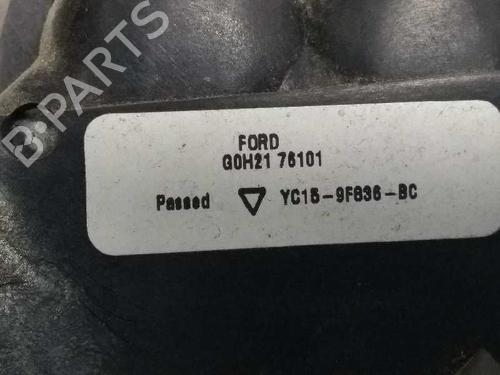 B-PARTS
FORD
G0H21 76101
Passed YC15-9F836-BC